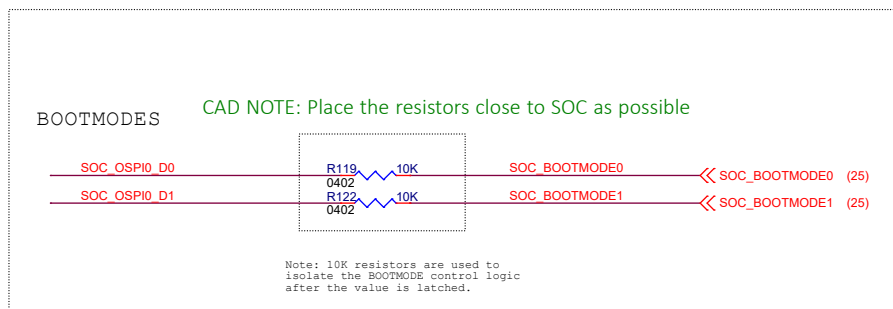 CAD NOTE: Place the resistors close to SOC as possible
BOOTMODES
SOC_OSPI0_D0 R119 10K SOC_BOOTMODE0 SOC_BOOTMODE0 (25)
0402
SOC_OSPI0_D1 R122 10K SOC_BOOTMODE1 SOC_BOOTMODE1 (25)
0402
Note: 10K resistors are used to
isolate the BOOTMODE control logic
after the value is latched.